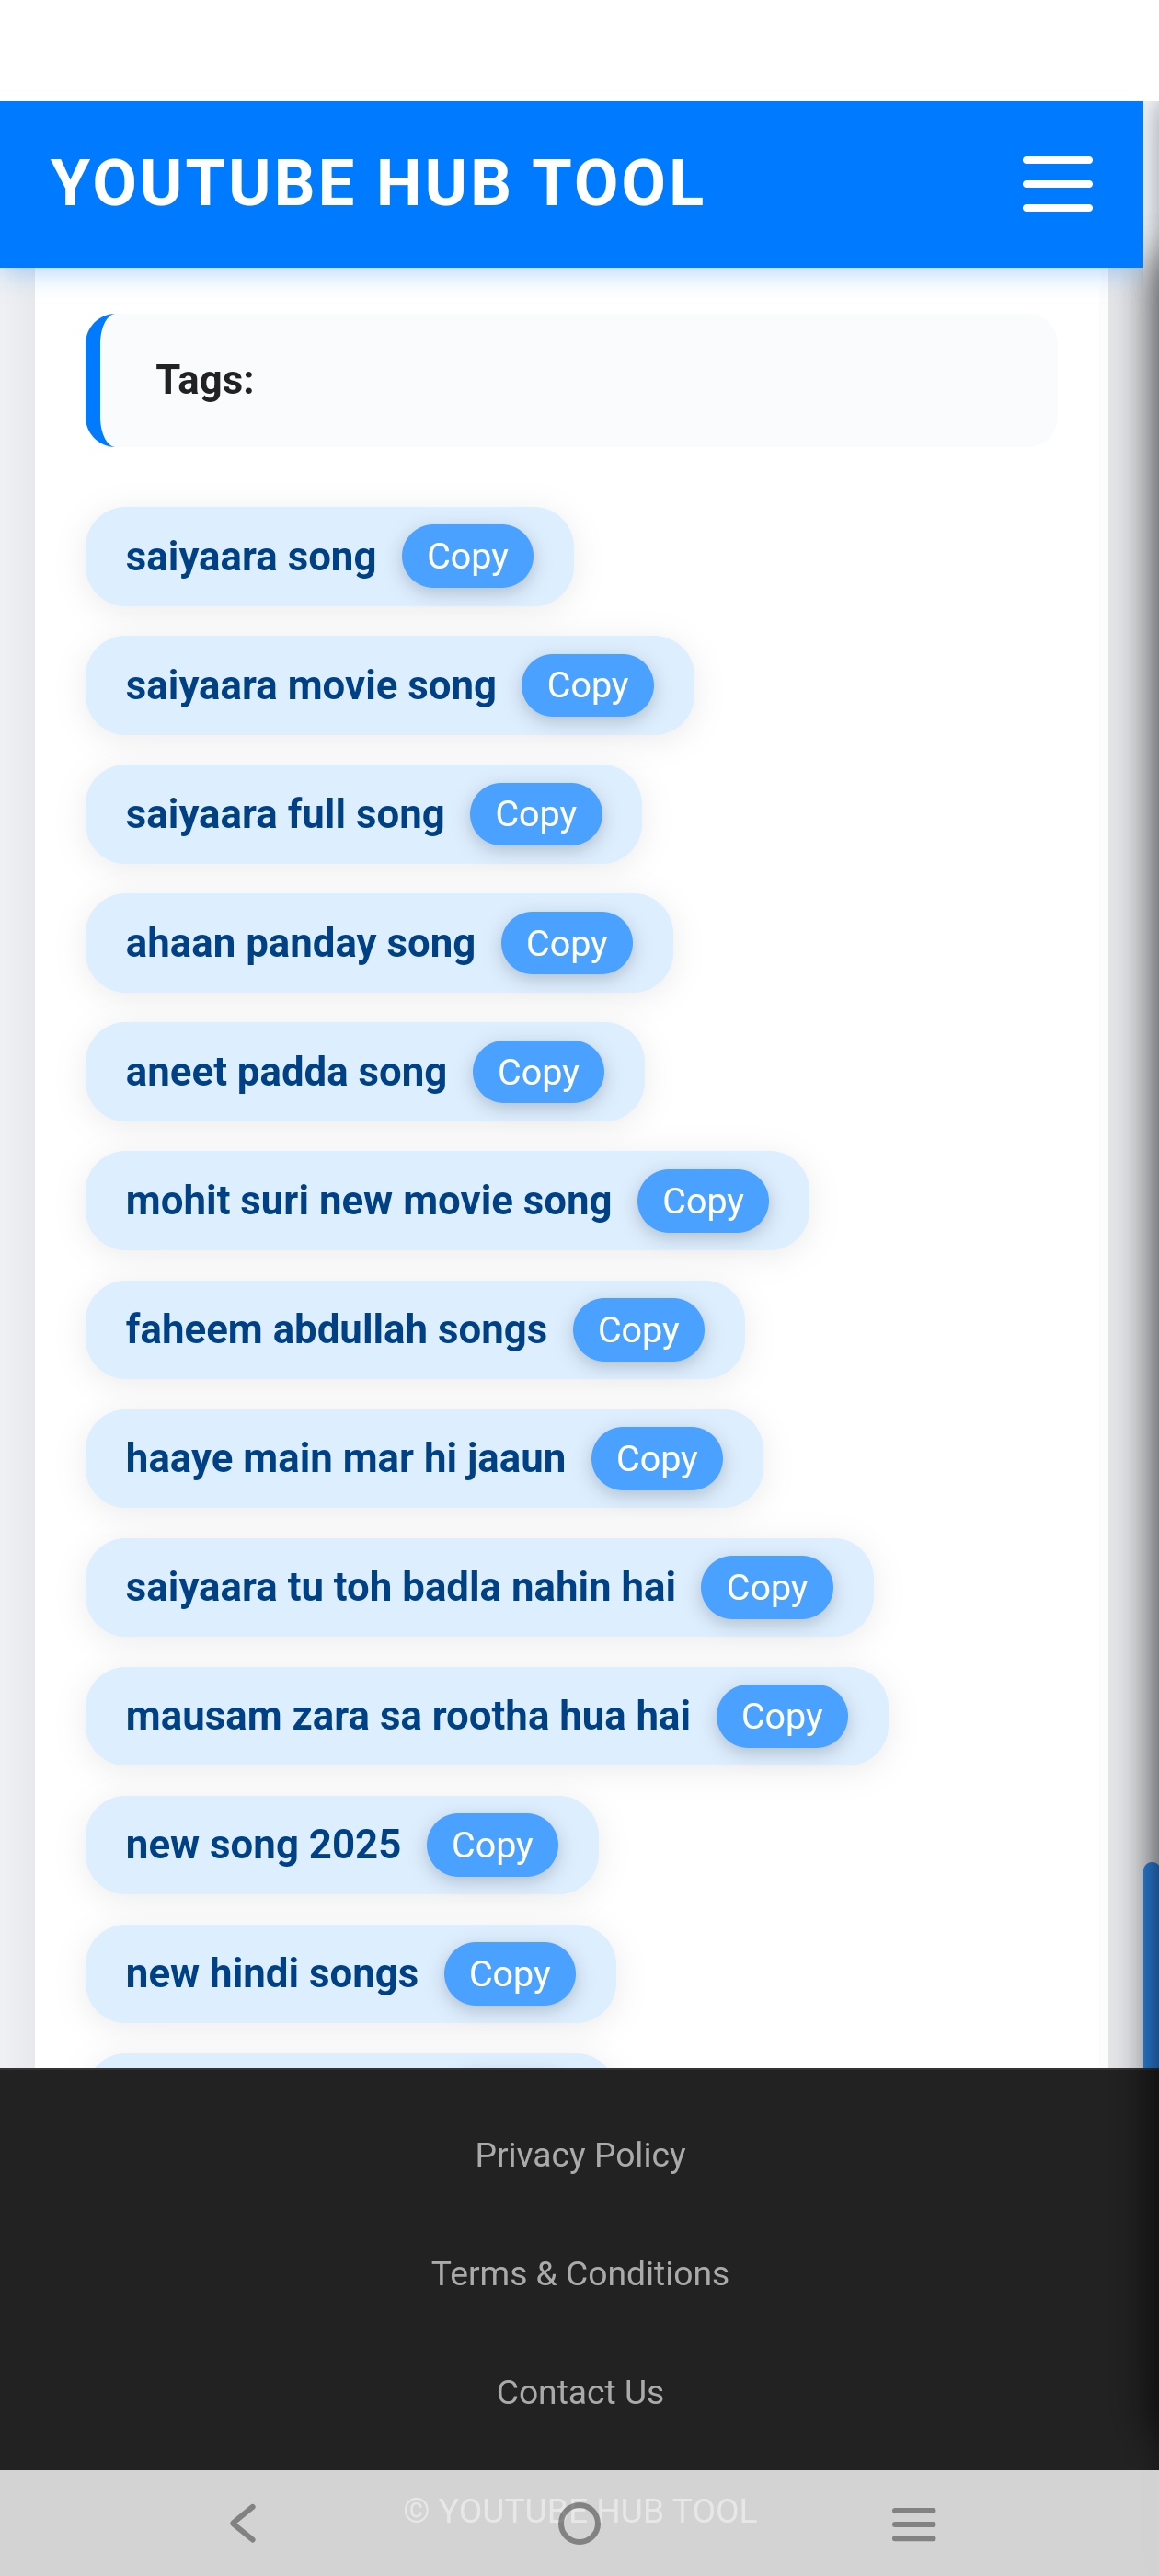 YOUTUBE HUB TOOL
Tags:
saiyaara song Copy
saiyaara movie song Copy
saiyaara full song Copy
ahaan panday song Copy
aneet padda song Copy
mohit suri new movie song Copy
faheem abdullah songs Copy
haaye main mar hi jaaun Copy
saiyaara tu toh badla nahin hai Copy
mausam zara sa rootha hua hai Copy
new song 2025 Copy
new hindi songs Copy
Privacy Policy
Terms & Conditions
Contact Us
© YOUTUBE HUB TOOL